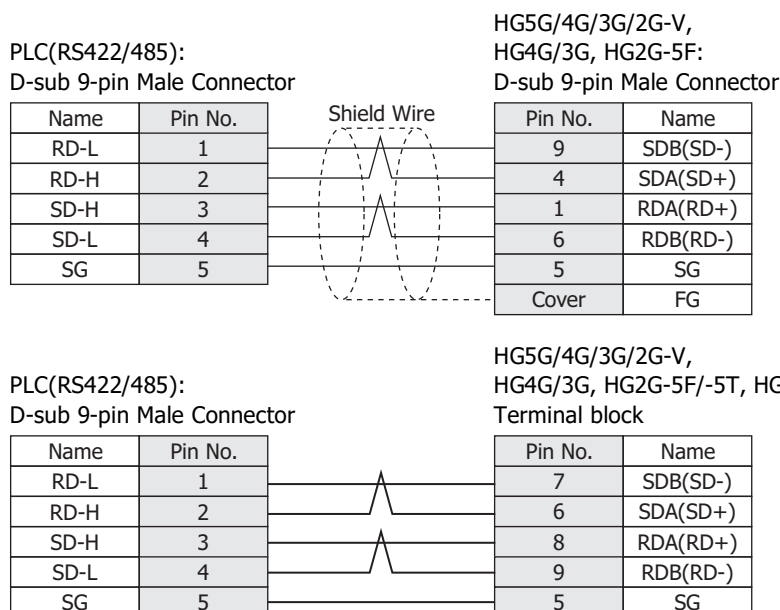 HG5G/4G/3G/2G-V,
PLC(RS422/485): HG4G/3G, HG2G-5F:
D-sub 9-pin Male Connector D-sub 9-pin Male Connector
Name Pin No. Shield Wire Pin No. Name
RD-L 1 9 SDB(SD-)
RD-H 2 4 SDA(SD+)
SD-H 3 1 RDA(RD+)
SD-L 4 6 RDB(RD-)
SG 5 5 SG
Cover FG
HG5G/4G/3G/2G-V,
PLC(RS422/485): HG4G/3G, HG2G-5F/-5T, HG
D-sub 9-pin Male Connector Terminal block
Name Pin No. Pin No. Name
RD-L 1 7 SDB(SD-)
RD-H 2 6 SDA(SD+)
SD-H 3 8 RDA(RD+)
SD-L 4 9 RDB(RD-)
SG 5 5 SG